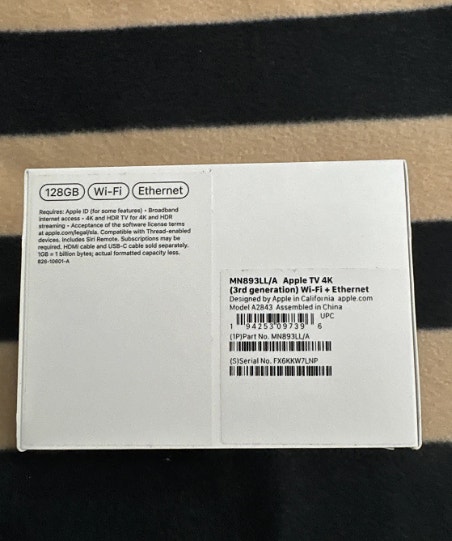 128GB Wi-Fi Ethernet
Requires: Apple ID (for some features) • Broadband
internet access • 4K and HDR TV for 4K and HDR
streaming • Acceptance of the software license terms
at apple.com/legal/sla. Compatible with Thread-enabled
devices. Includes Siri Remote. Subscriptions may be
required. HDMI cable and USB-C cable sold separately.
1GB = 1 billion bytes; actual formatted capacity less.
828-10601-A
MN893LL/A Apple TV 4K
(3rd generation) Wi-Fi + Ethernet
Designed by Apple in California apple.com
Model A2843 Assembled in China
UPC
1 94253 09739 6
(1P)Part No. MN893LL/A
(S)Serial No. FX6KKW7LNP